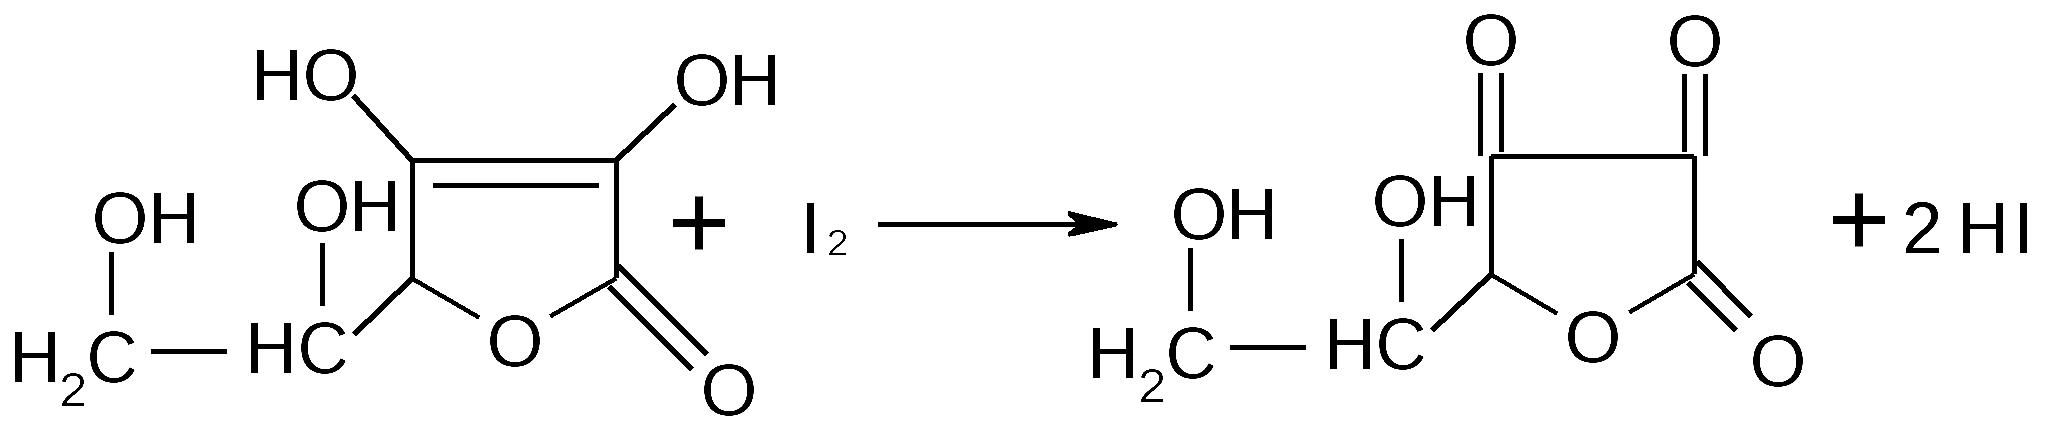 O O
HO OH
OH OH + I₂ → OH OH + 2 HI
H₂C HC O O H₂C HC O O